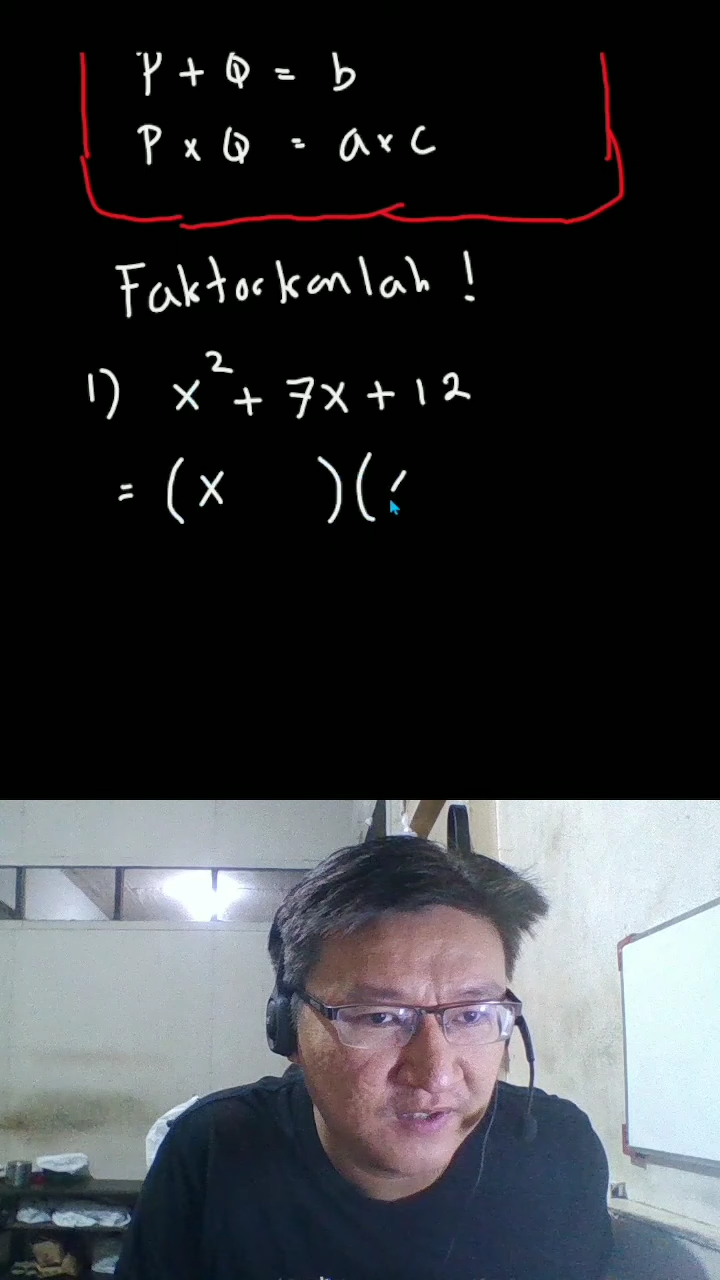 P + Q = b
P x Q = a x c
Faktorkanlah !
1) x² + 7x + 12
= (x )(